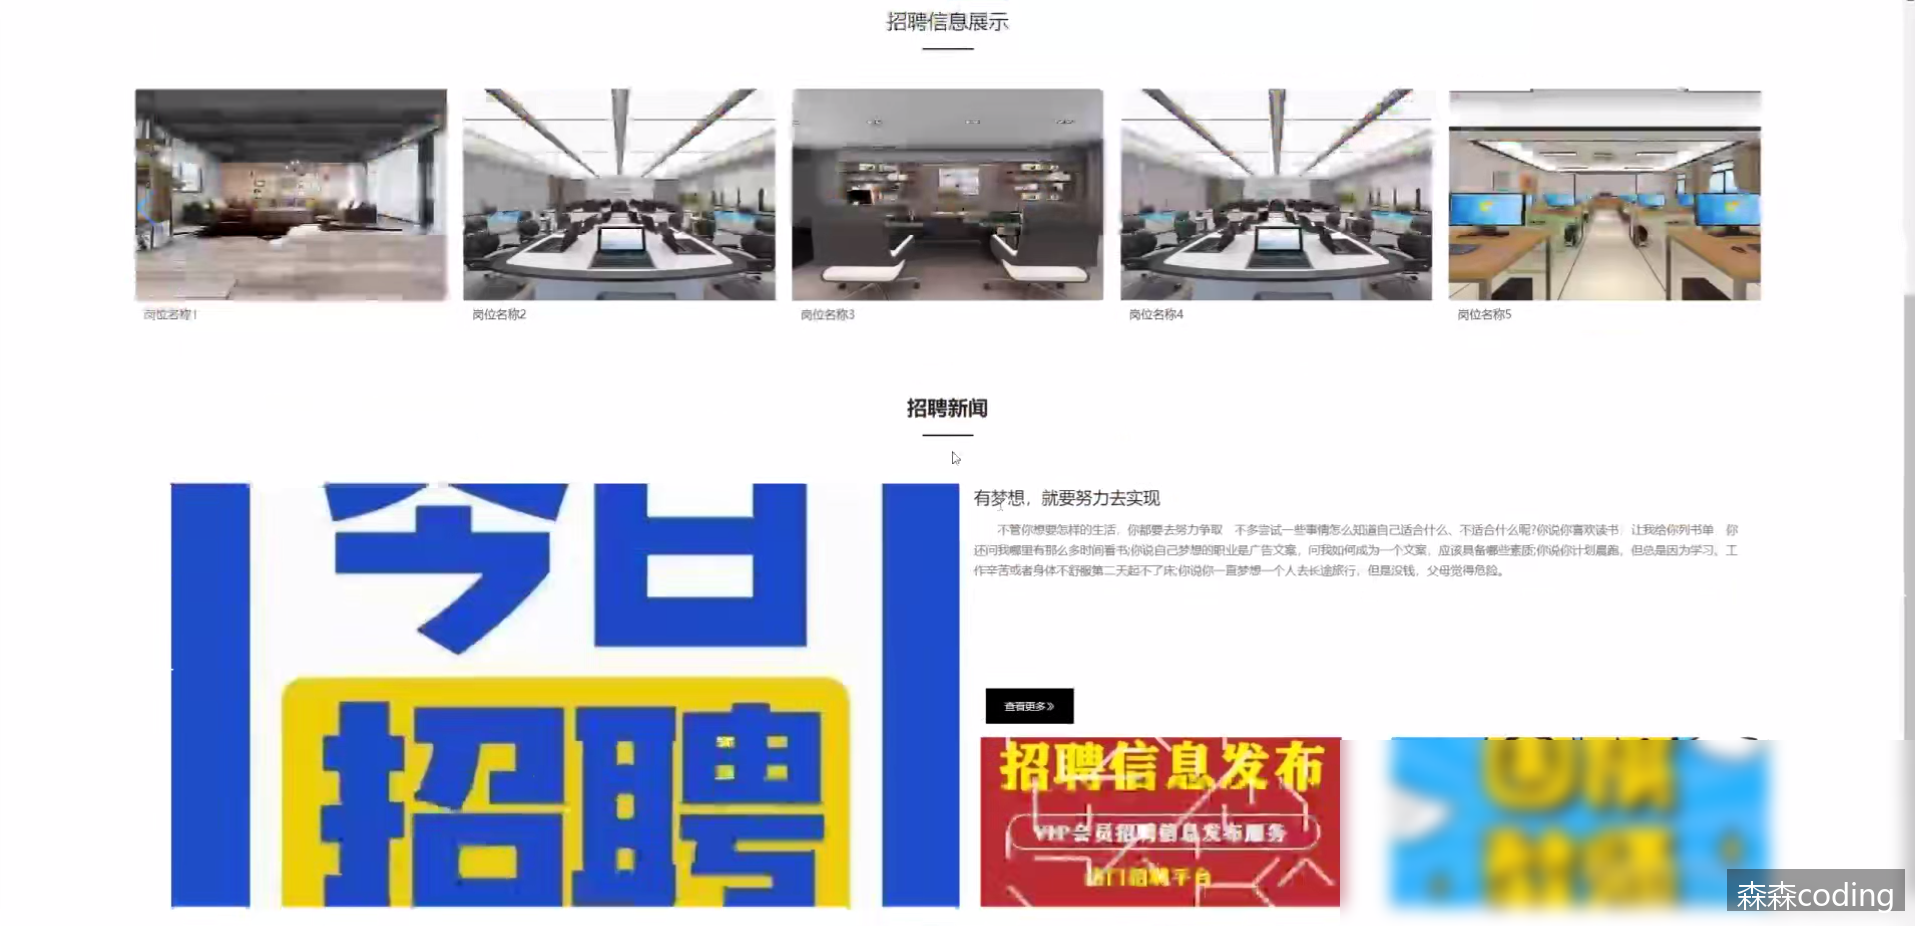 招聘信息展示
岗位名称1
岗位名称2
岗位名称3
岗位名称4
岗位名称5
招聘新闻
今日
招聘
有梦想，就要努力去实现
不管你想要怎样的生活，你都要去努力争取　不多尝试一些事情怎么知道自己适合什么、不适合什么呢?你说你喜欢读书，让我给你列书单　你
还问我哪里有那么多时间看书;你说自己梦想的职业是广告文案，问我如何成为一个文案，应该具备哪些素质;你说你计划晨跑，但总是因为学习、工
作辛苦或者身体不舒服第二天起不了床;你说你一直梦想一个人去长途旅行，但是没钱，父母觉得危险。
查看更多》
招聘信息发布
VIP会员招聘信息发布服务
招聘平台
森森coding